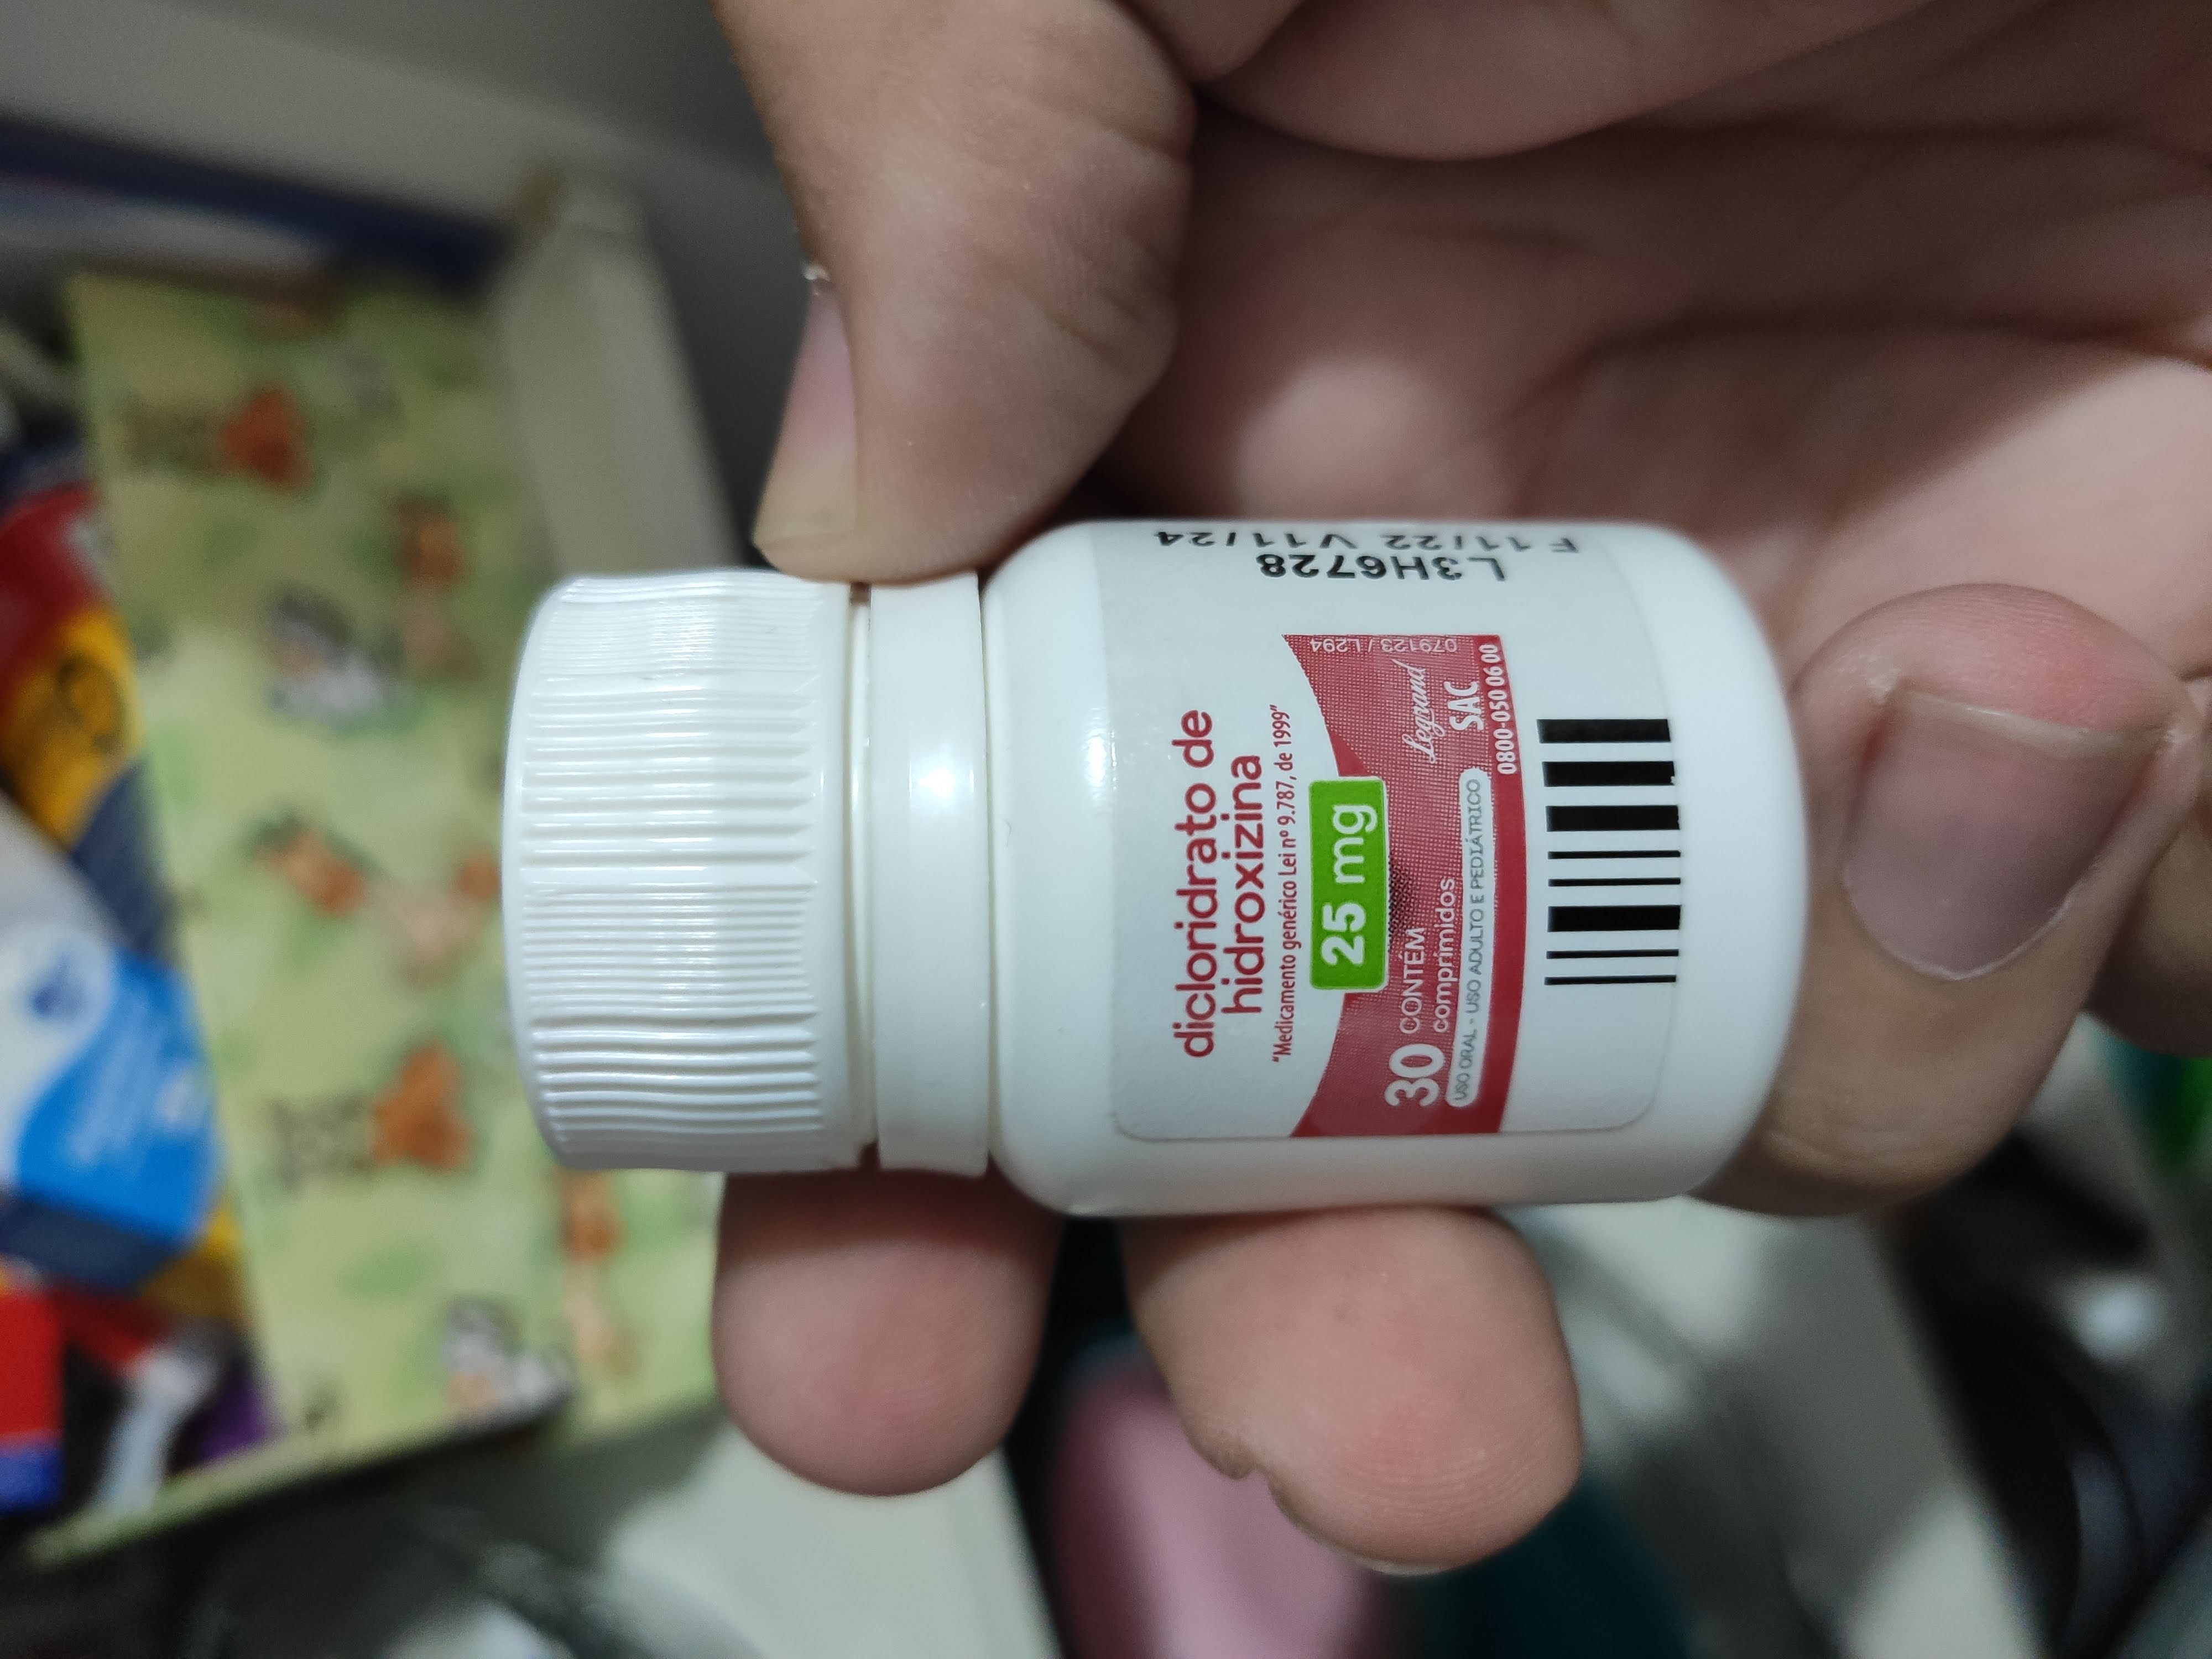 dicloridrato de
hidroxizina
"Medicamento genérico Lei nº 9.787, de 1999"
25 mg
30 CONTÉM
comprimidos
USO ORAL - USO ADULTO E PEDIÁTRICO
Legrand
SAC
0800-050 06 00
079123 / L294
L3H6728
F 11/22 V 11/24